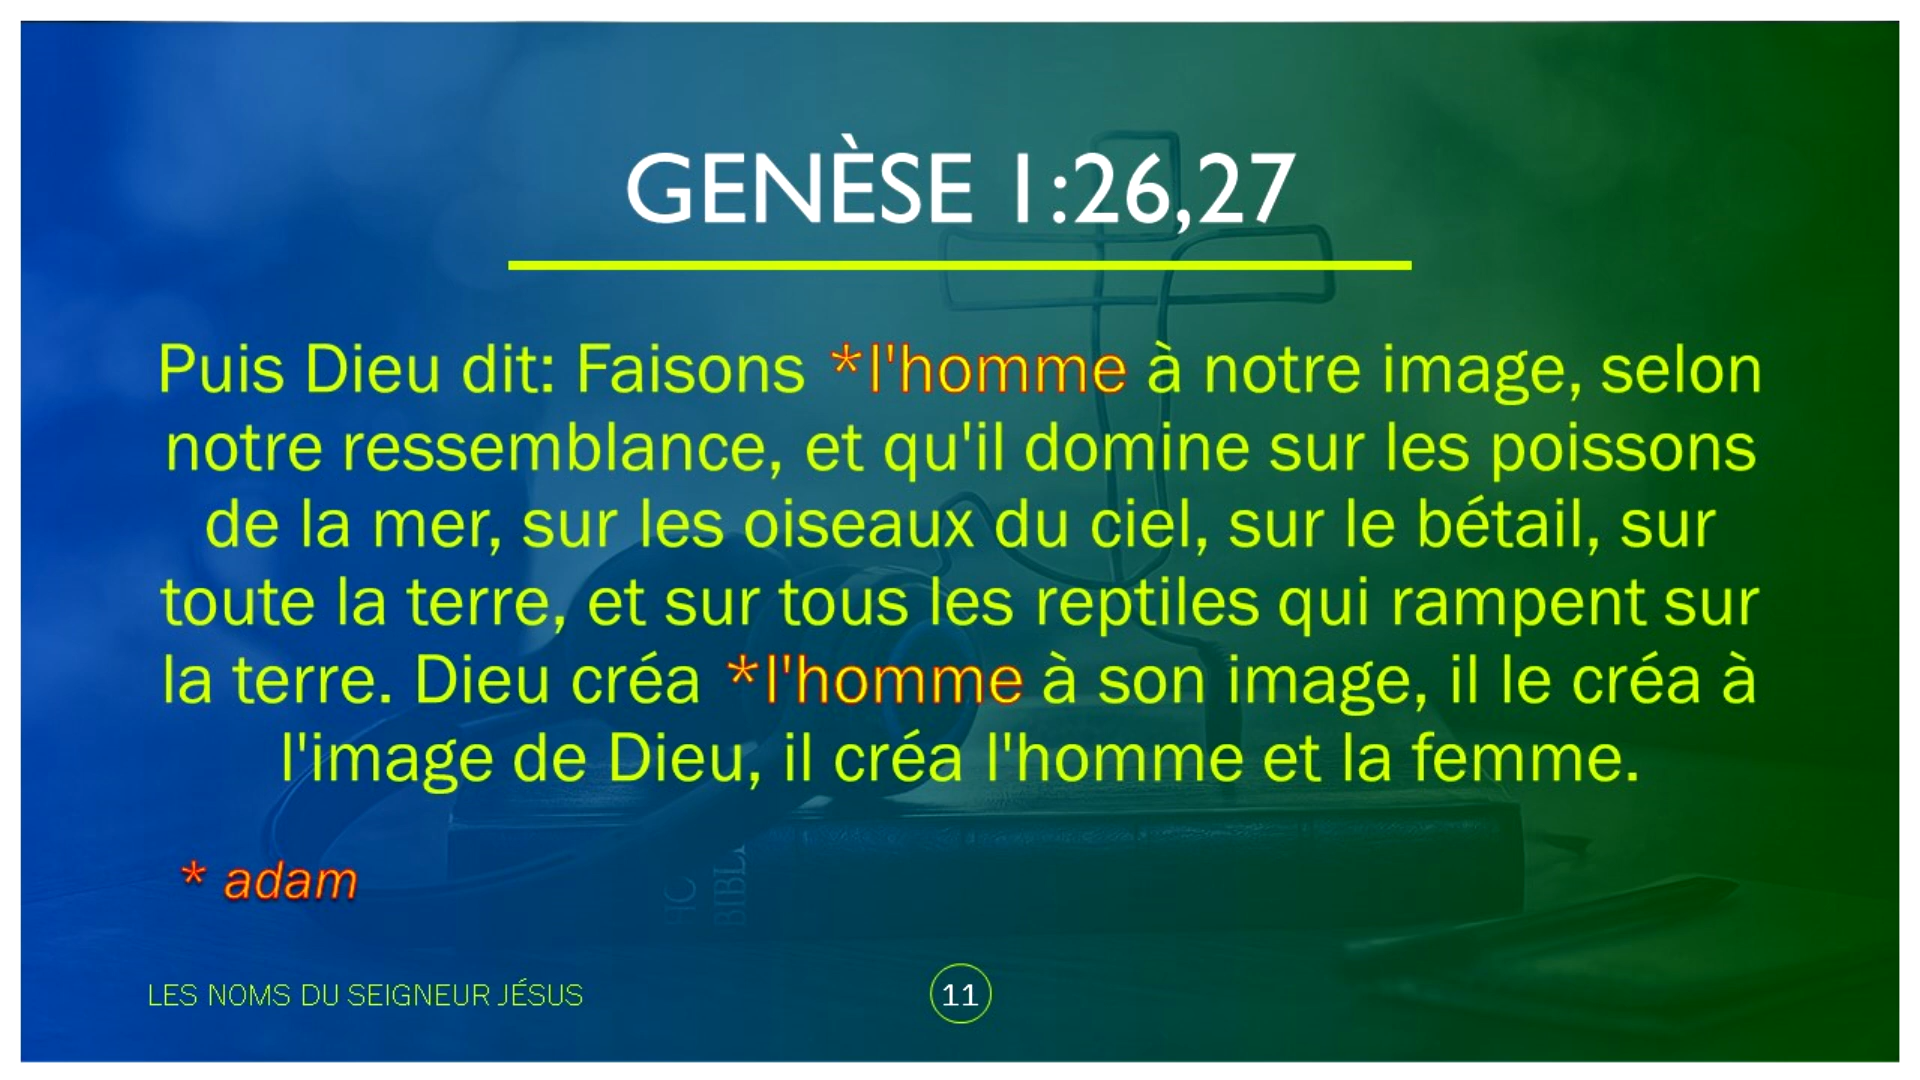 GENÈSE 1:26,27
Puis Dieu dit: Faisons *l'homme à notre image, selon
notre ressemblance, et qu'il domine sur les poissons
de la mer, sur les oiseaux du ciel, sur le bétail, sur
toute la terre, et sur tous les reptiles qui rampent sur
la terre. Dieu créa *l'homme à son image, il le créa à
l'image de Dieu, il créa l'homme et la femme.
* adam
LES NOMS DU SEIGNEUR JÉSUS
11